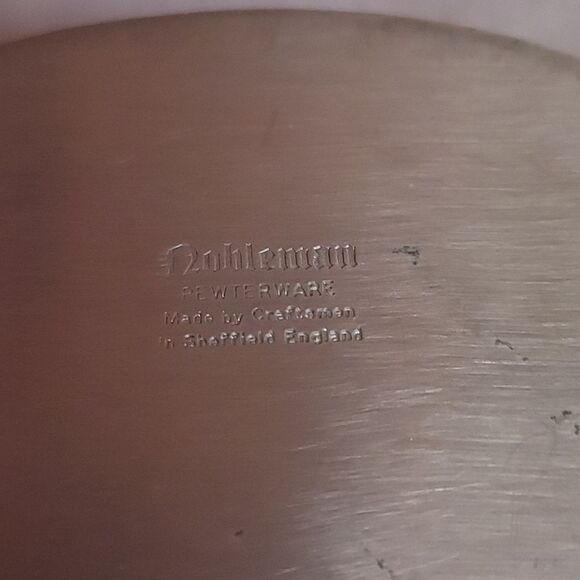 Nobleman
PEWTERWARE
Made by Craftsmen
in Sheffield England